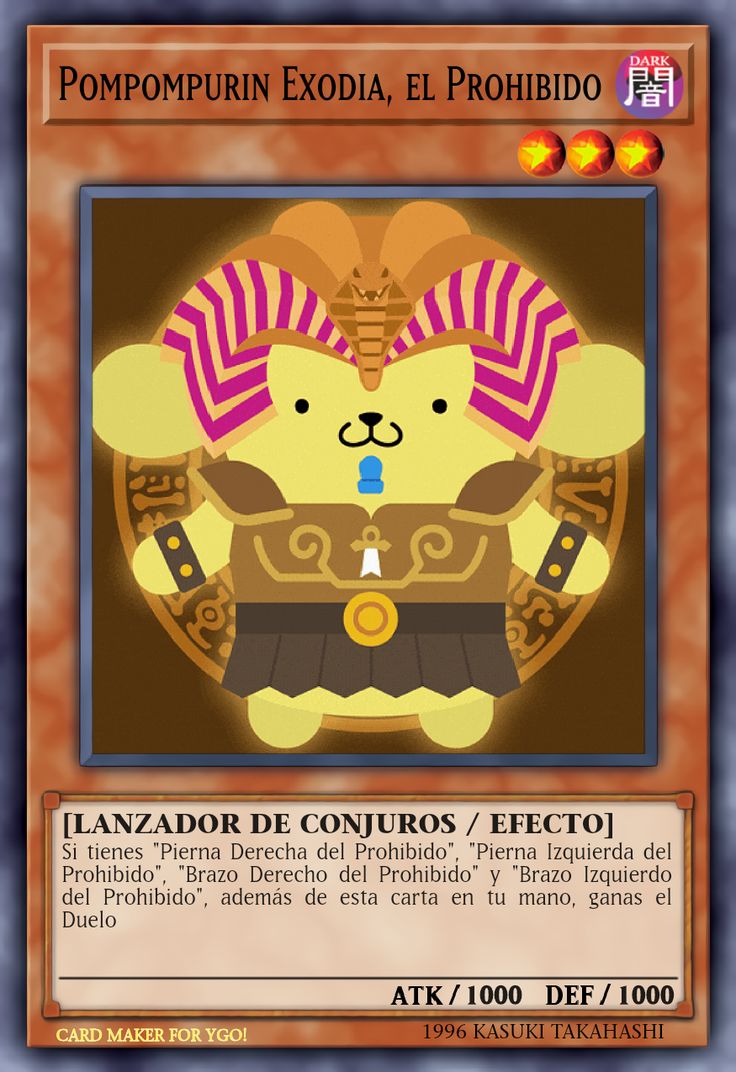 Pompompurin Exodia, el Prohibido
DARK
闇
[LANZADOR DE CONJUROS / EFECTO]
Si tienes "Pierna Derecha del Prohibido", "Pierna Izquierda del
Prohibido", "Brazo Derecho del Prohibido" y "Brazo Izquierdo
del Prohibido", además de esta carta en tu mano, ganas el
Duelo
ATK / 1000 DEF / 1000
CARD MAKER FOR YGO!
1996 KASUKI TAKAHASHI